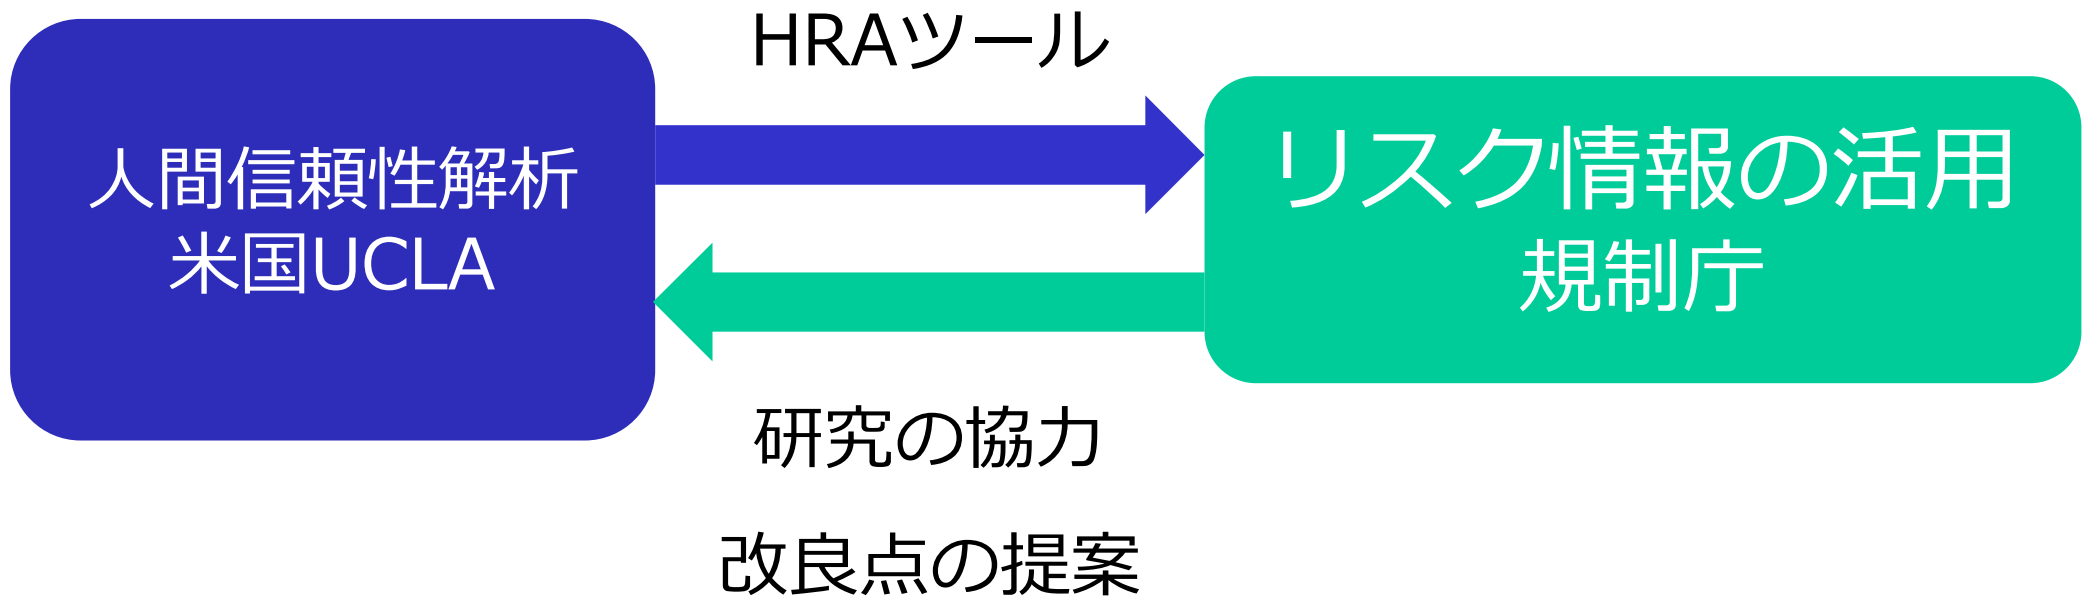 HRAツール
人間信頼性解析
米国UCLA
リスク情報の活用
規制庁
研究の協力
改良点の提案